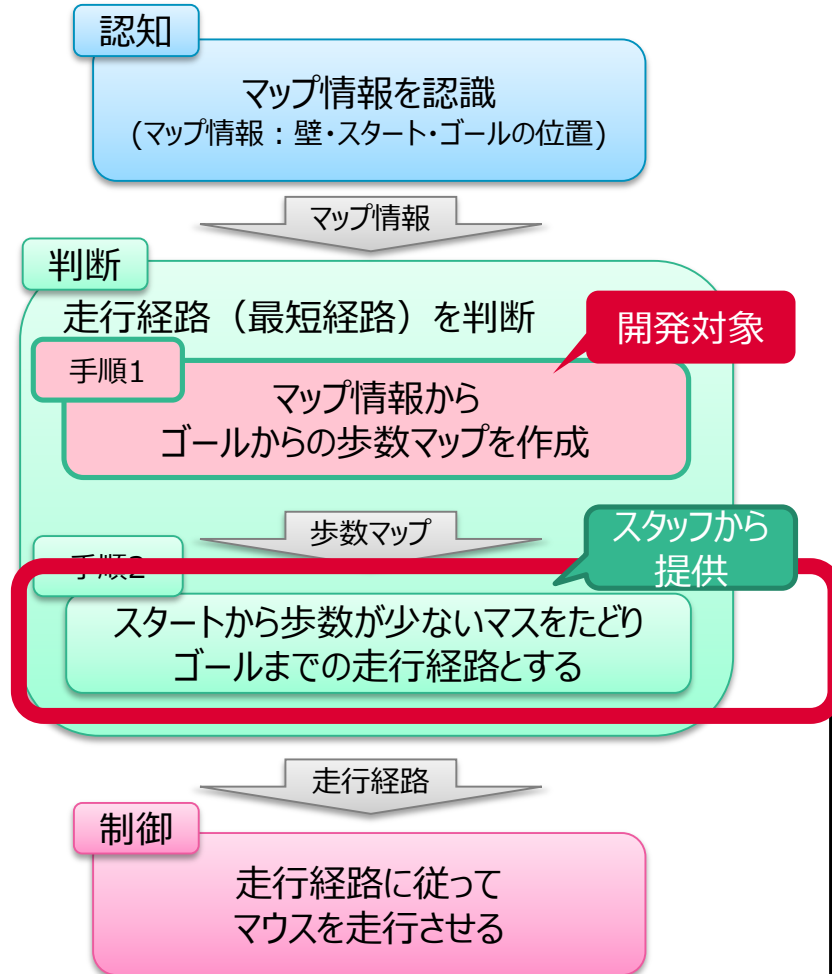 認知
マップ情報を認識
(マップ情報：壁・スタート・ゴールの位置)
マップ情報
判断
走行経路（最短経路）を判断
開発対象
手順1
マップ情報から
ゴールからの歩数マップを作成
歩数マップ
スタッフから
提供
手順2
スタートから歩数が少ないマスをたどり
ゴールまでの走行経路とする
走行経路
制御
走行経路に従って
マウスを走行させる